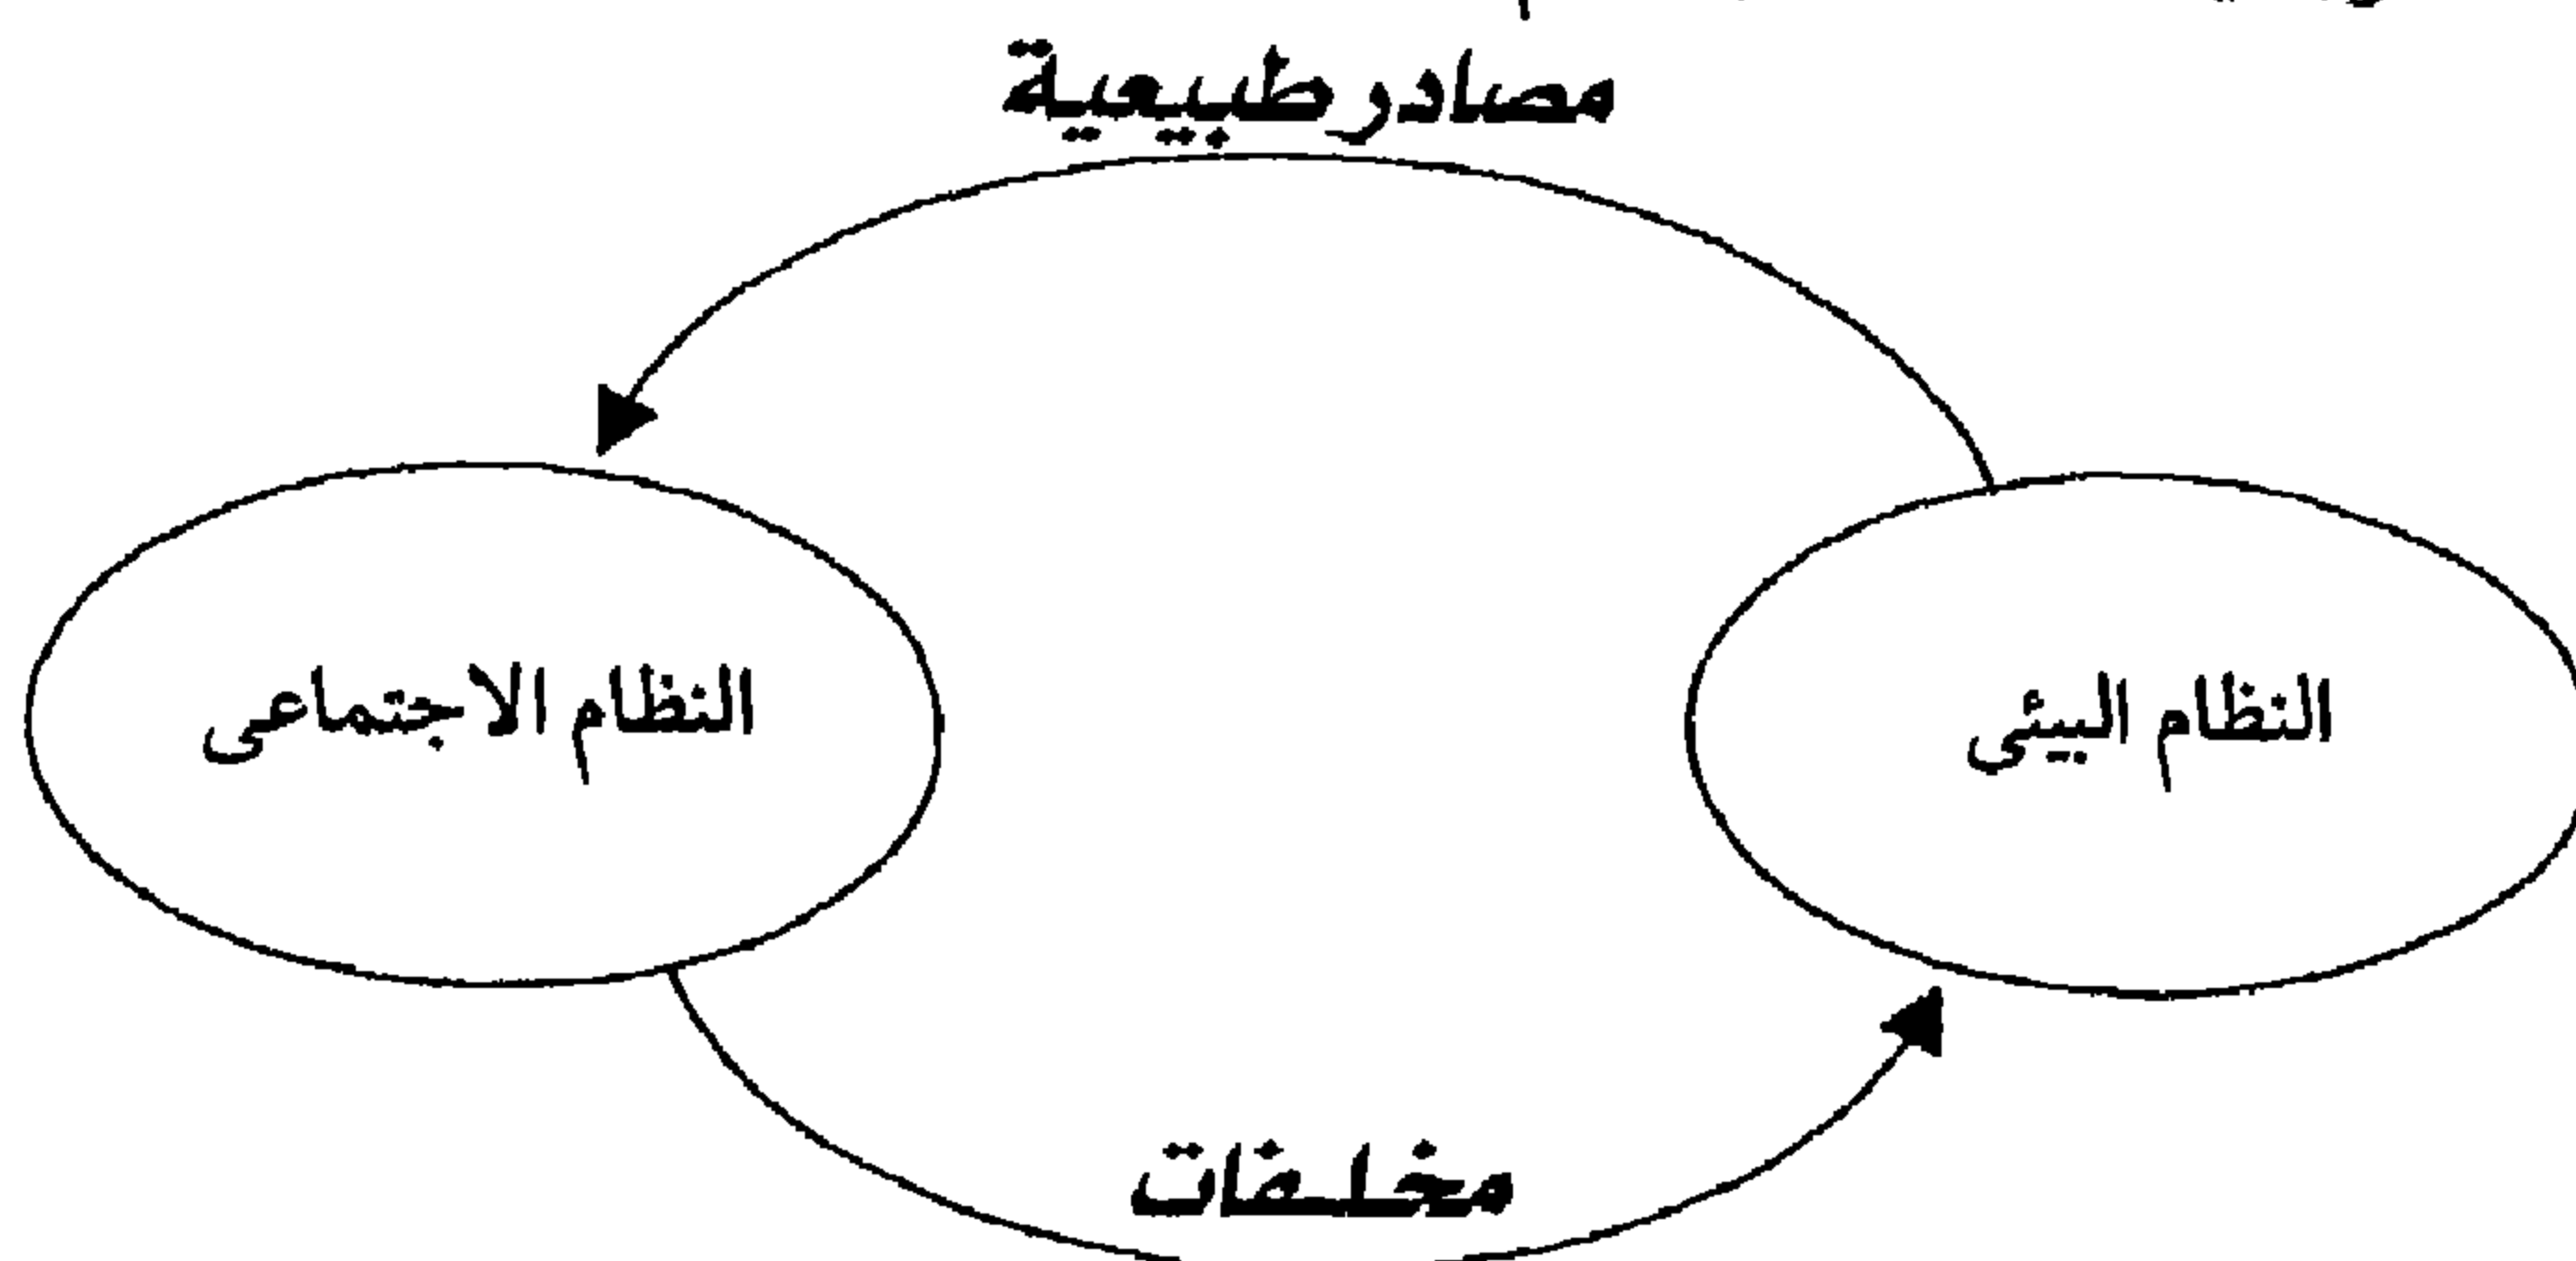 مصادر طبيعية
النظام البيئى
النظام الاجتماعى
مخلفات